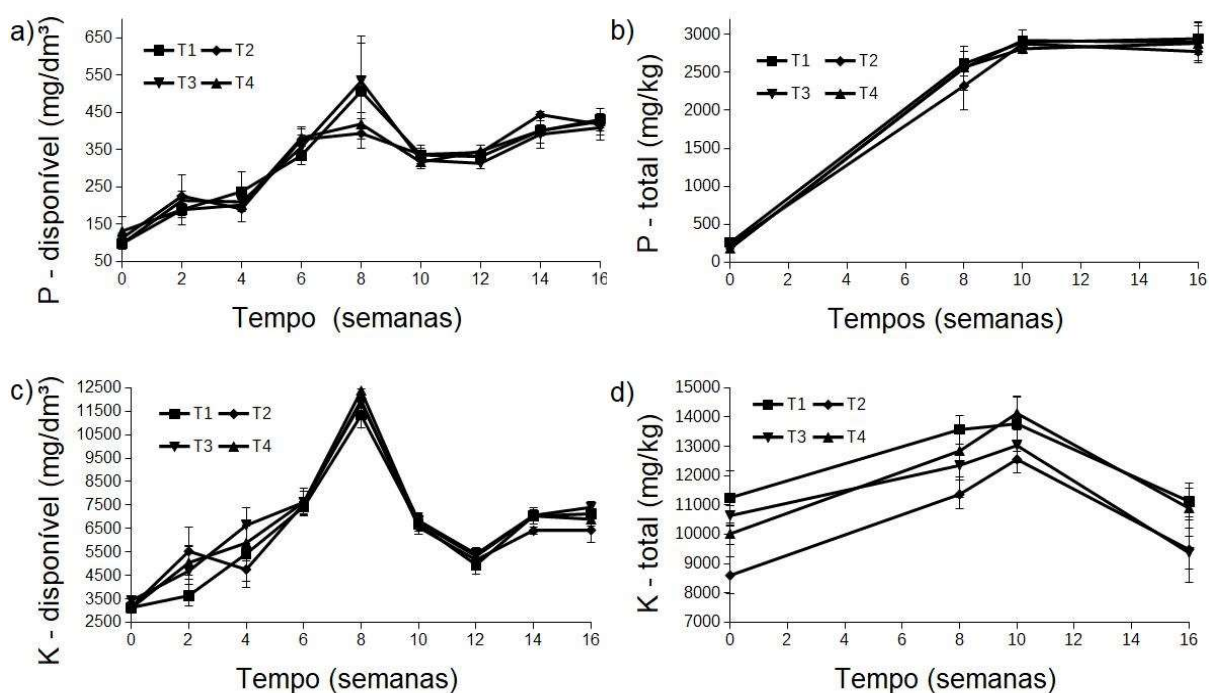 a)
P - disponível (mg/dm³)
650
550
450
350
250
150
50
T1 T2
T3 T4
0 2 4 6 8 10 12 14 16
Tempo (semanas)
b)
P - total (mg/kg)
3000
2500
2000
1500
1000
500
0
T1 T2
T3 T4
0 2 4 6 8 10 12 14 16
Tempos (semanas)
c)
K - disponível (mg/dm³)
12500
11500
10500
9500
8500
7500
6500
5500
4500
3500
2500
T1 T2
T3 T4
0 2 4 6 8 10 12 14 16
Tempo (semanas)
d)
K - total (mg/kg)
15000
14000
13000
12000
11000
10000
9000
8000
7000
T1 T2
T3 T4
0 2 4 6 8 10 12 14 16
Tempo (semanas)